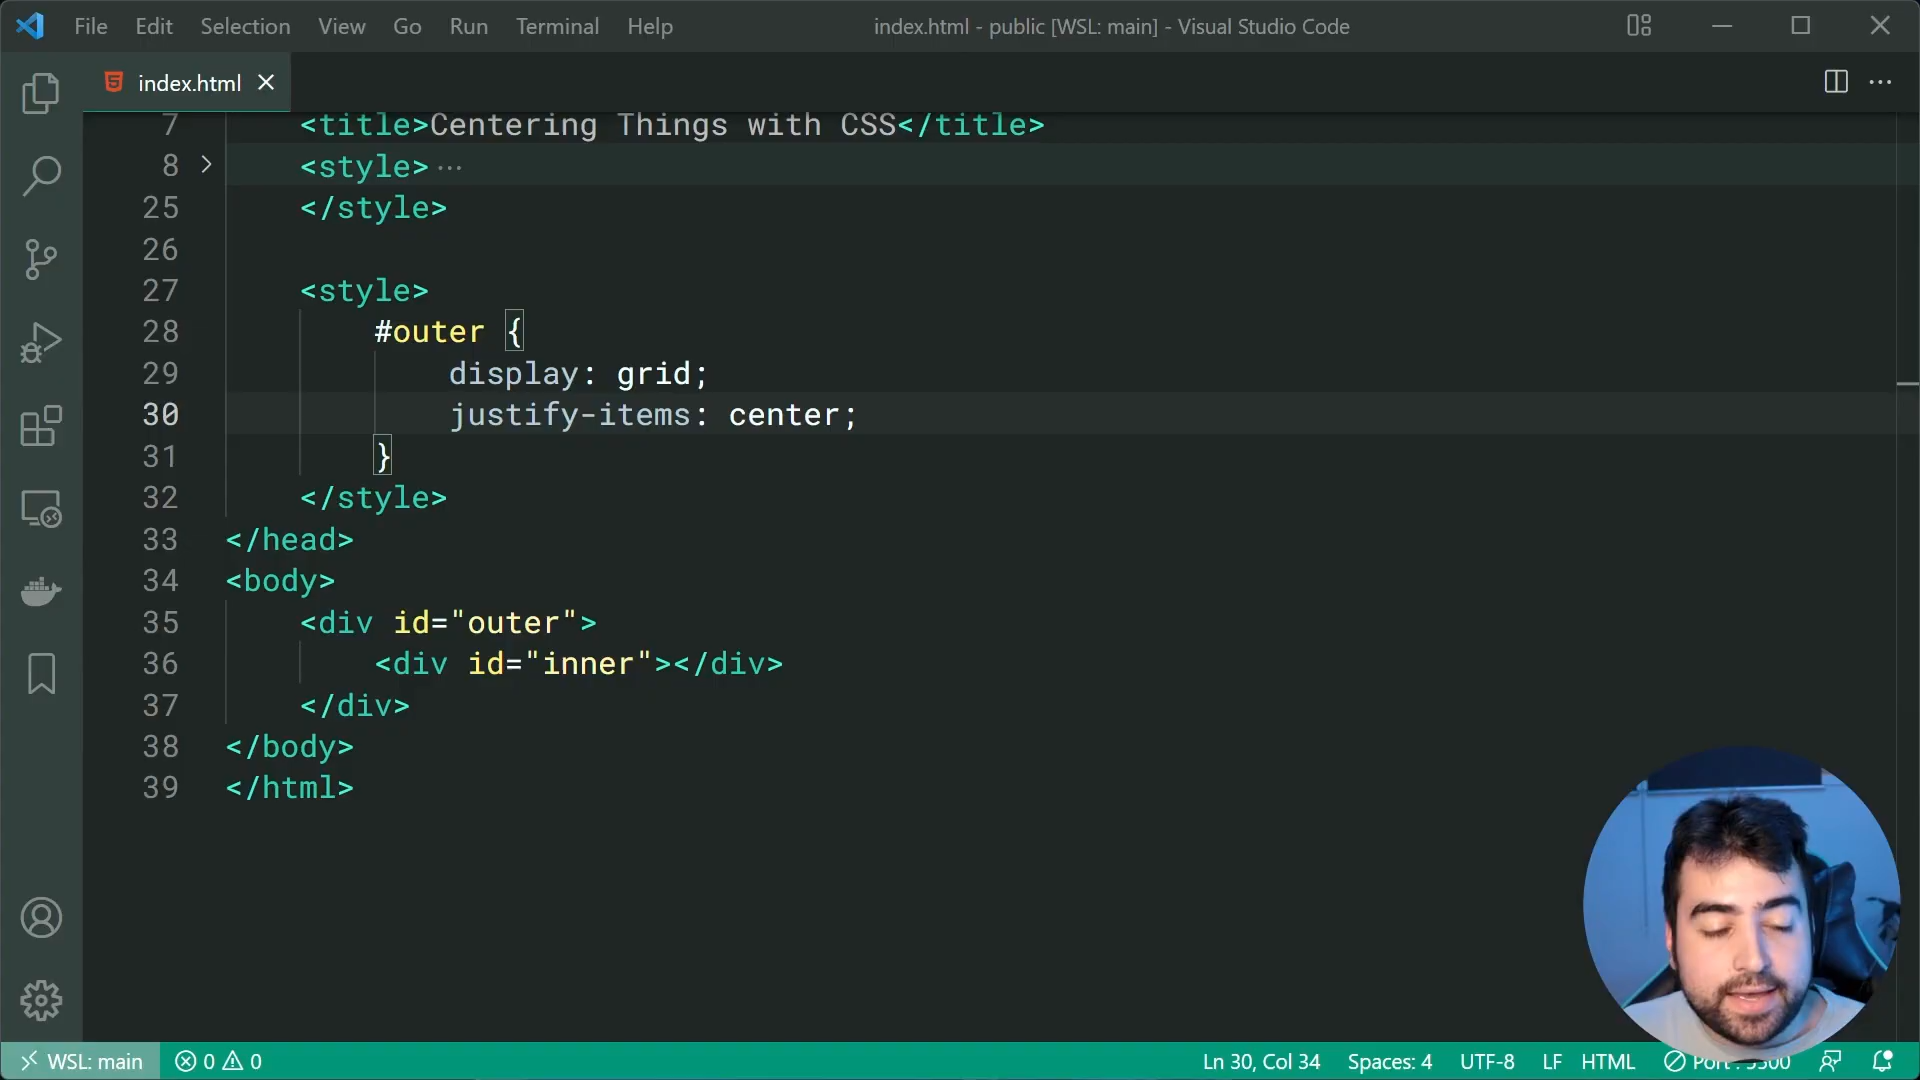 File Edit Selection View Go Run Terminal Help index.html - public [WSL: main] - Visual Studio Code
index.html
7 <title>Centering Things with CSS</title>
8 <style>···
25 </style>
26
27 <style>
28 #outer {
29 display: grid;
30 justify-items: center;
31 }
32 </style>
33 </head>
34 <body>
35 <div id="outer">
36 <div id="inner"></div>
37 </div>
38 </body>
39 </html>
WSL: main 0 0 Ln 30, Col 34 Spaces: 4 UTF-8 LF HTML Port : 5500